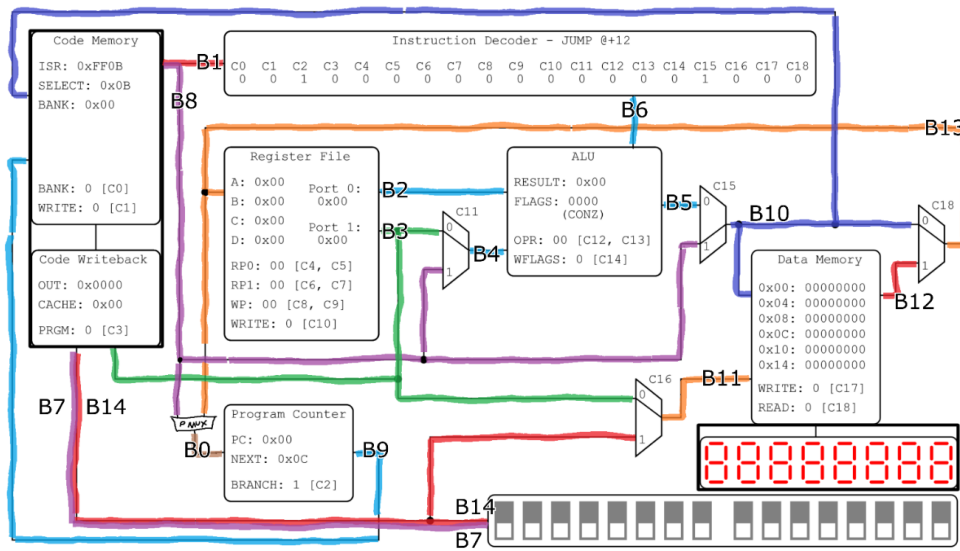 Code Memory
ISR: 0xFF0B
SELECT: 0x0B
BANK: 0x00
BANK: 0 [C0]
WRITE: 0 [C1]
Code Writeback
OUT: 0x0000
CACHE: 0x00
PRGM: 0 [C3]
B1
B8
Instruction Decoder - JUMP @+12
C0 C1 C2 C3 C4 C5 C6 C7 C8 C9 C10 C11 C12 C13 C14 C15 C16 C17 C18
0 0 1 0 0 0 0 0 0 0 0 0 0 0 0 1 0 0 0
B6
B13
Register File
A: 0x00
B: 0x00
C: 0x00
D: 0x00
Port 0:
0x00
Port 1:
0x00
RP0: 00 [C4, C5]
RP1: 00 [C6, C7]
WP: 00 [C8, C9]
WRITE: 0 [C10]
B2
B3
C11
0
1
B4
ALU
RESULT: 0x00
FLAGS: 0000
(CONZ)
OPR: 00 [C12, C13]
WFLAGS: 0 [C14]
B5
C15
0
1
B10
C18
0
1
Data Memory
0x00: 00000000
0x04: 00000000
0x08: 00000000
0x0C: 00000000
0x10: 00000000
0x14: 00000000
WRITE: 0 [C17]
READ: 0 [C18]
B12
B11
C16
0
1
B7
B14
PMUX
B0
Program Counter
PC: 0x00
NEXT: 0x0C
BRANCH: 1 [C2]
B9
88888888
B14
B7